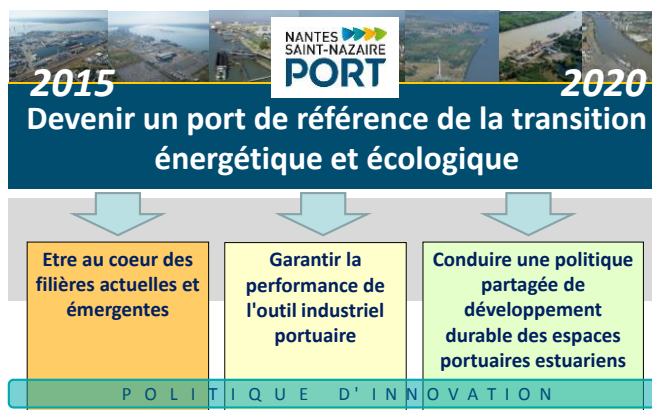 NANTES
SAINT-NAZAIRE
PORT
2015
2020
Devenir un port de référence de la transition
énergétique et écologique
Etre au coeur des
filières actuelles et
émergentes
Garantir la
performance de
l'outil industriel
portuaire
Conduire une politique
partagée de
développement
durable des espaces
portuaires estuariens
POLITIQUE D'INNOVATION